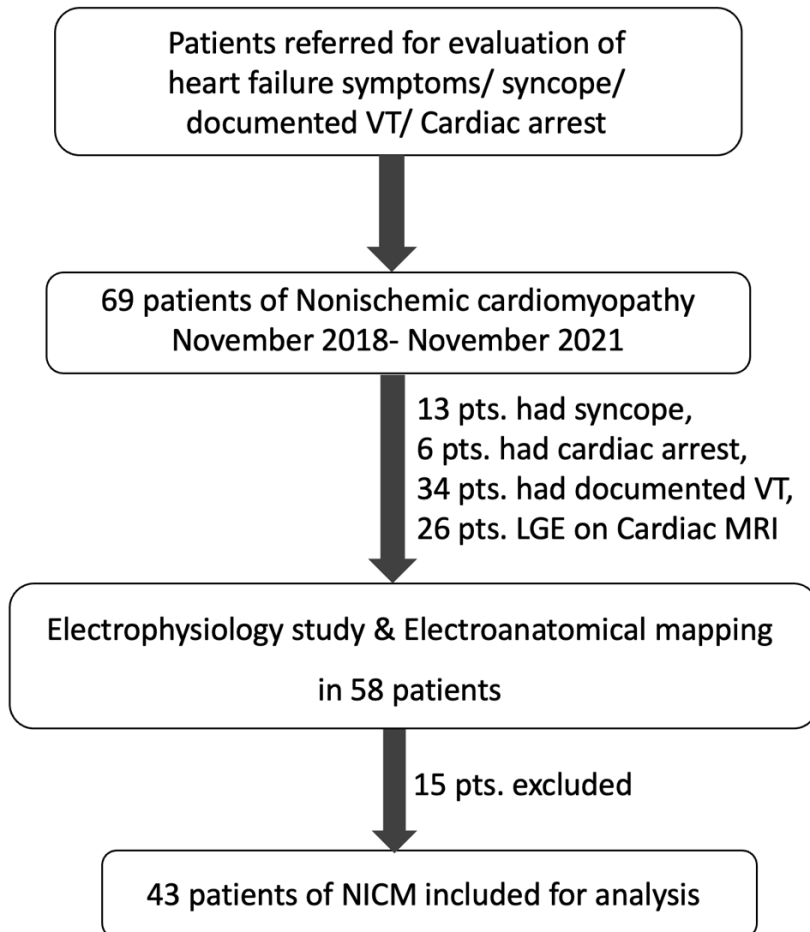 Patients referred for evaluation of
heart failure symptoms/ syncope/
documented VT/ Cardiac arrest
69 patients of Nonischemic cardiomyopathy
November 2018- November 2021
13 pts. had syncope,
6 pts. had cardiac arrest,
34 pts. had documented VT,
26 pts. LGE on Cardiac MRI
Electrophysiology study & Electroanatomical mapping
in 58 patients
15 pts. excluded
43 patients of NICM included for analysis